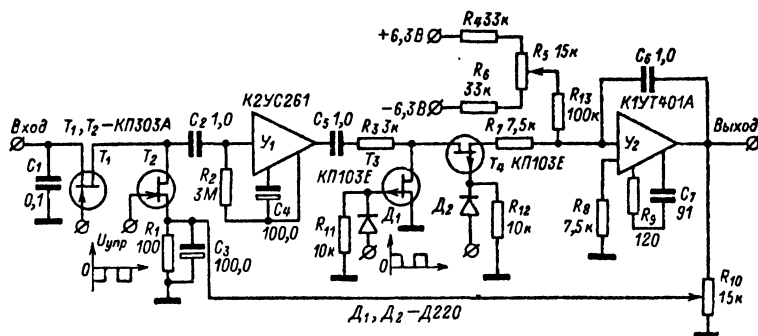 R₄ 33к
+6,3В
R₅ 15к
C₆ 1,0
-6,3В
R₆
33к
R₁₃
100к
К1УТ401А
К2УС261
T₁, T₂ – КП303А
C₂ 1,0
C₅ 1,0
R₃ 3к
R₇ 7,5к
Вход
T₁
T₂
У₁
T₃
КП103Е
T₄
КП103Е
У₂
Выход
C₁
0,1
R₂
3М
C₄
100,0
Д₁
Д₂
R₁₂
10к
R₈
7,5к
R₉
120
C₇
91
Uупр
R₁
100
R₁₁
10к
0
C₃
100,0
0
R₁₀
15к
Д₁, Д₂ – Д220